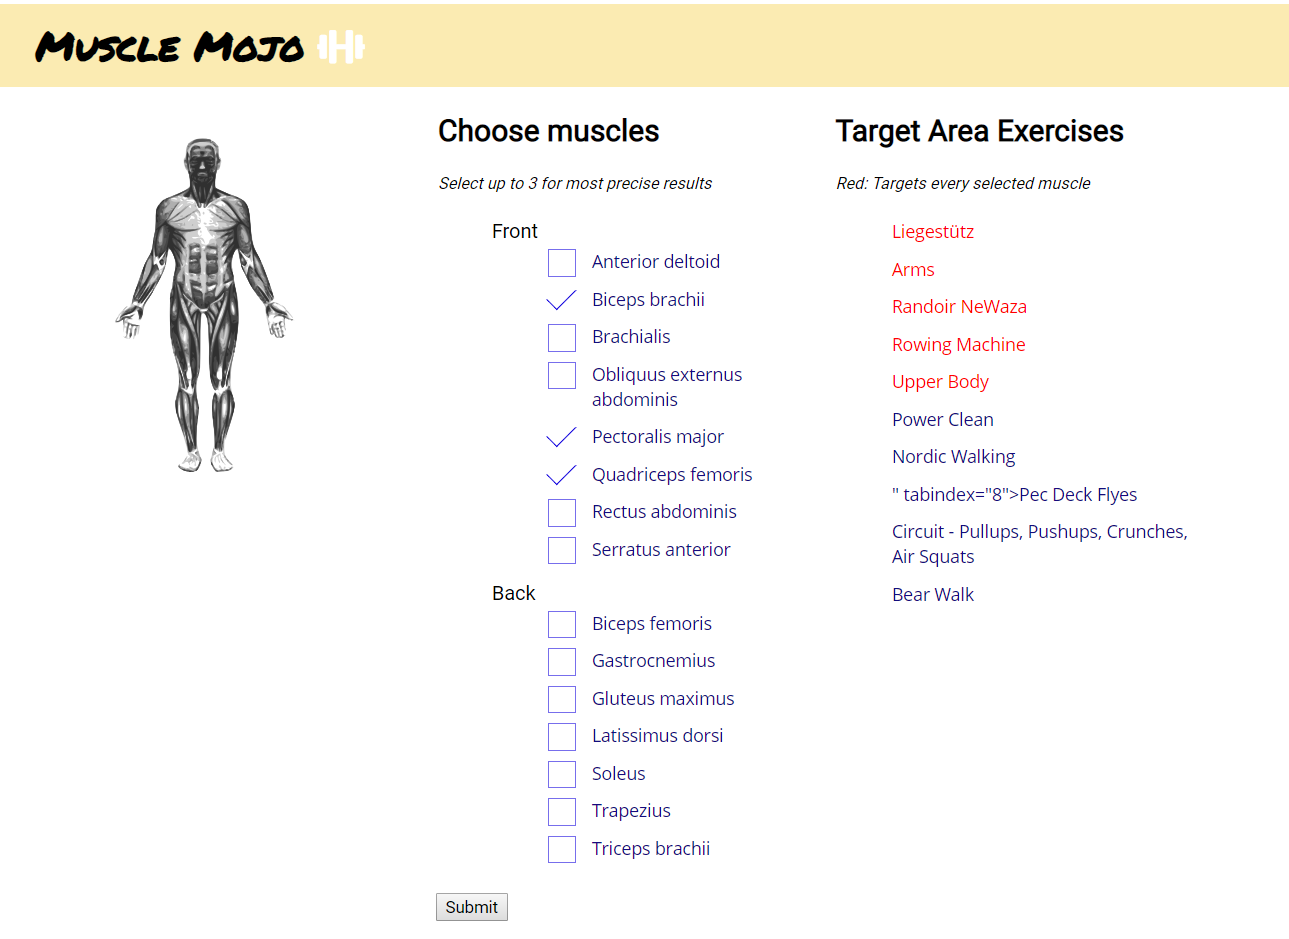 Muscle Mojo
Choose muscles
Select up to 3 for most precise results
Front
Anterior deltoid
Biceps brachii
Brachialis
Obliquus externus
abdominis
Pectoralis major
Quadriceps femoris
Rectus abdominis
Serratus anterior
Back
Biceps femoris
Gastrocnemius
Gluteus maximus
Latissimus dorsi
Soleus
Trapezius
Triceps brachii
Submit
Target Area Exercises
Red: Targets every selected muscle
Liegestütz
Arms
Randoir NeWaza
Rowing Machine
Upper Body
Power Clean
Nordic Walking
" tabindex="8">Pec Deck Flyes
Circuit - Pullups, Pushups, Crunches,
Air Squats
Bear Walk